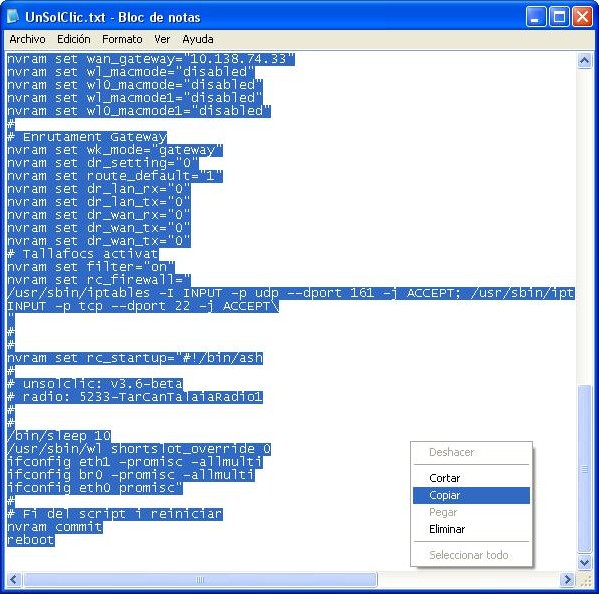 UnSolClic.txt - Bloc de notas
Archivo Edición Formato Ver Ayuda
nvram set wan_gateway="10.138.74.33"
nvram set wl_macmode="disabled"
nvram set wl0_macmode="disabled"
nvram set wl_macmode1="disabled"
nvram set wl0_macmode1="disabled"
#
# Enrutament Gateway
nvram set wk_mode="gateway"
nvram set dr_setting="0"
nvram set route_default="1"
nvram set dr_lan_rx="0"
nvram set dr_lan_tx="0"
nvram set dr_wan_rx="0"
nvram set dr_wan_tx="0"
# Tallafocs activat
nvram set filter="on"
nvram set rc_firewall="
/usr/sbin/iptables -I INPUT -p udp --dport 161 -j ACCEPT; /usr/sbin/ipt
INPUT -p tcp --dport 22 -j ACCEPT\
"
#
#
nvram set rc_startup="#!/bin/ash
#
# unsolclic: v3.6-beta
# radio: 5233-TarCanTalaiaRadio1
#
#
/bin/sleep 10
/usr/sbin/wl shortslot_override 0
ifconfig eth1 -promisc -allmulti
ifconfig br0 -promisc -allmulti
ifconfig eth0 promisc"
#
# Fi del script i reiniciar
nvram commit
reboot
Deshacer
Cortar
Copiar
Pegar
Eliminar
Seleccionar todo